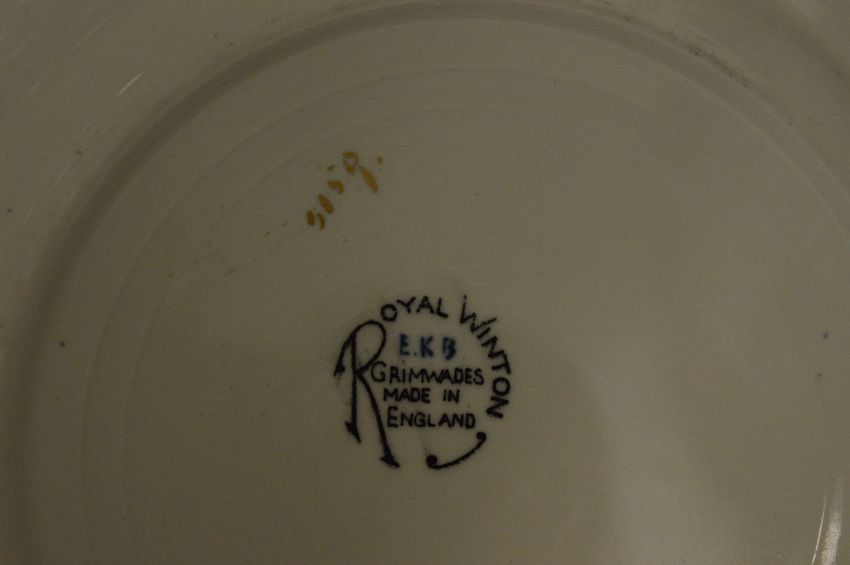 ROYAL WINTON
E.K B
GRIMWADES
MADE IN
ENGLAND